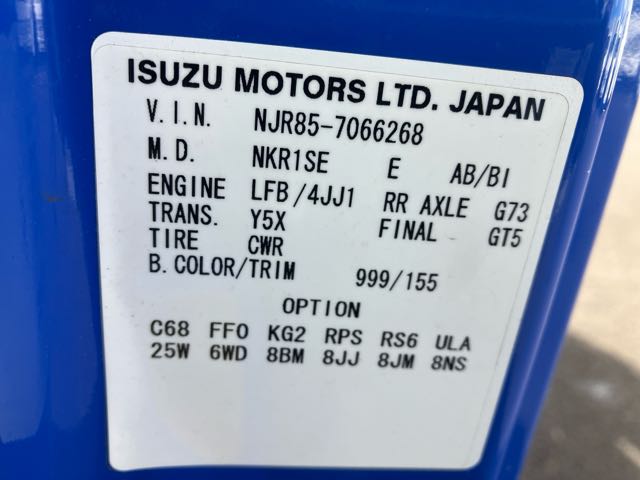 ISUZU MOTORS LTD. JAPAN
V.I.N. NJR85-7066268
M.D. NKR1SE E AB/BI
ENGINE LFB/4JJ1 RR AXLE G73
TRANS. Y5X FINAL GT5
TIRE CWR
B.COLOR/TRIM 999/155
OPTION
C68 FF0 KG2 RPS RS6 ULA
25W 6WD 8BM 8JJ 8JM 8NS